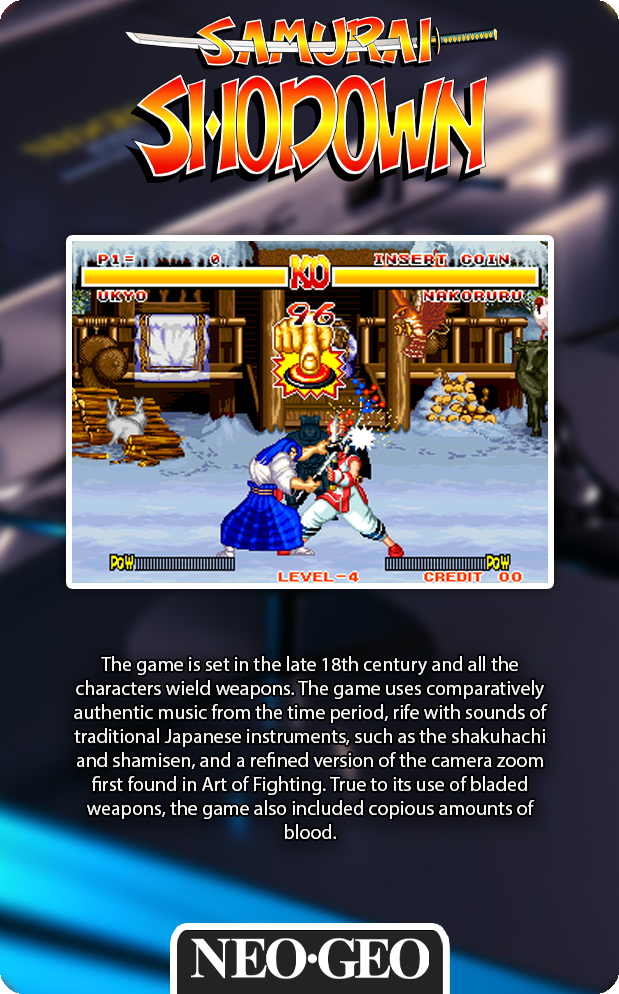 SAMURAI
SHODOWN
P1= 0 INSERT COIN
KO
UKYO NAKORURU
96
POW POW
LEVEL-4 CREDIT 00
The game is set in the late 18th century and all the
characters wield weapons. The game uses comparatively
authentic music from the time period, rife with sounds of
traditional Japanese instruments, such as the shakuhachi
and shamisen, and a refined version of the camera zoom
first found in Art of Fighting. True to its use of bladed
weapons, the game also included copious amounts of
blood.
NEO·GEO